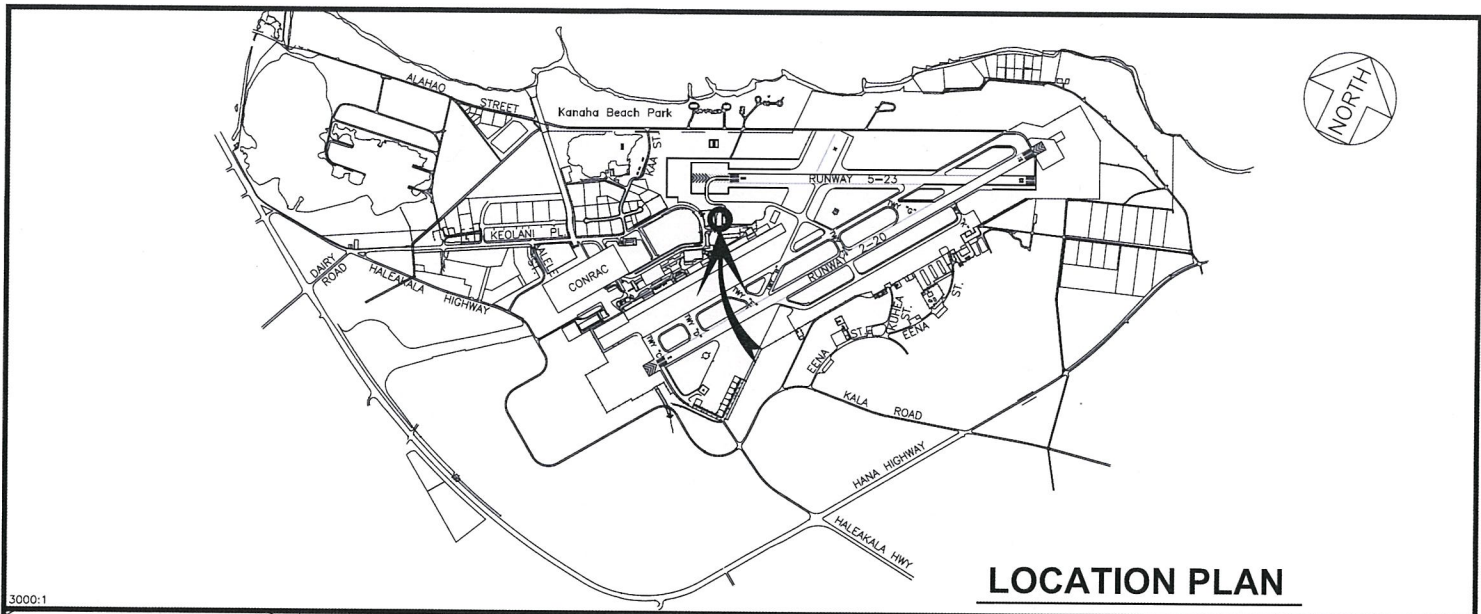 ALAHAO STREET
Kanaha Beach Park
NORTH
KAA ST
RUNWAY 5-23
KEOLANI PL.
RUNWAY 2-20
DAIRY ROAD
HALEAKALA HIGHWAY
CONRAC
KUHEA ST.
EENA ST.
EENA ST.
KALA ROAD
HANA HIGHWAY
HALEAKALA HWY
LOCATION PLAN
3000:1